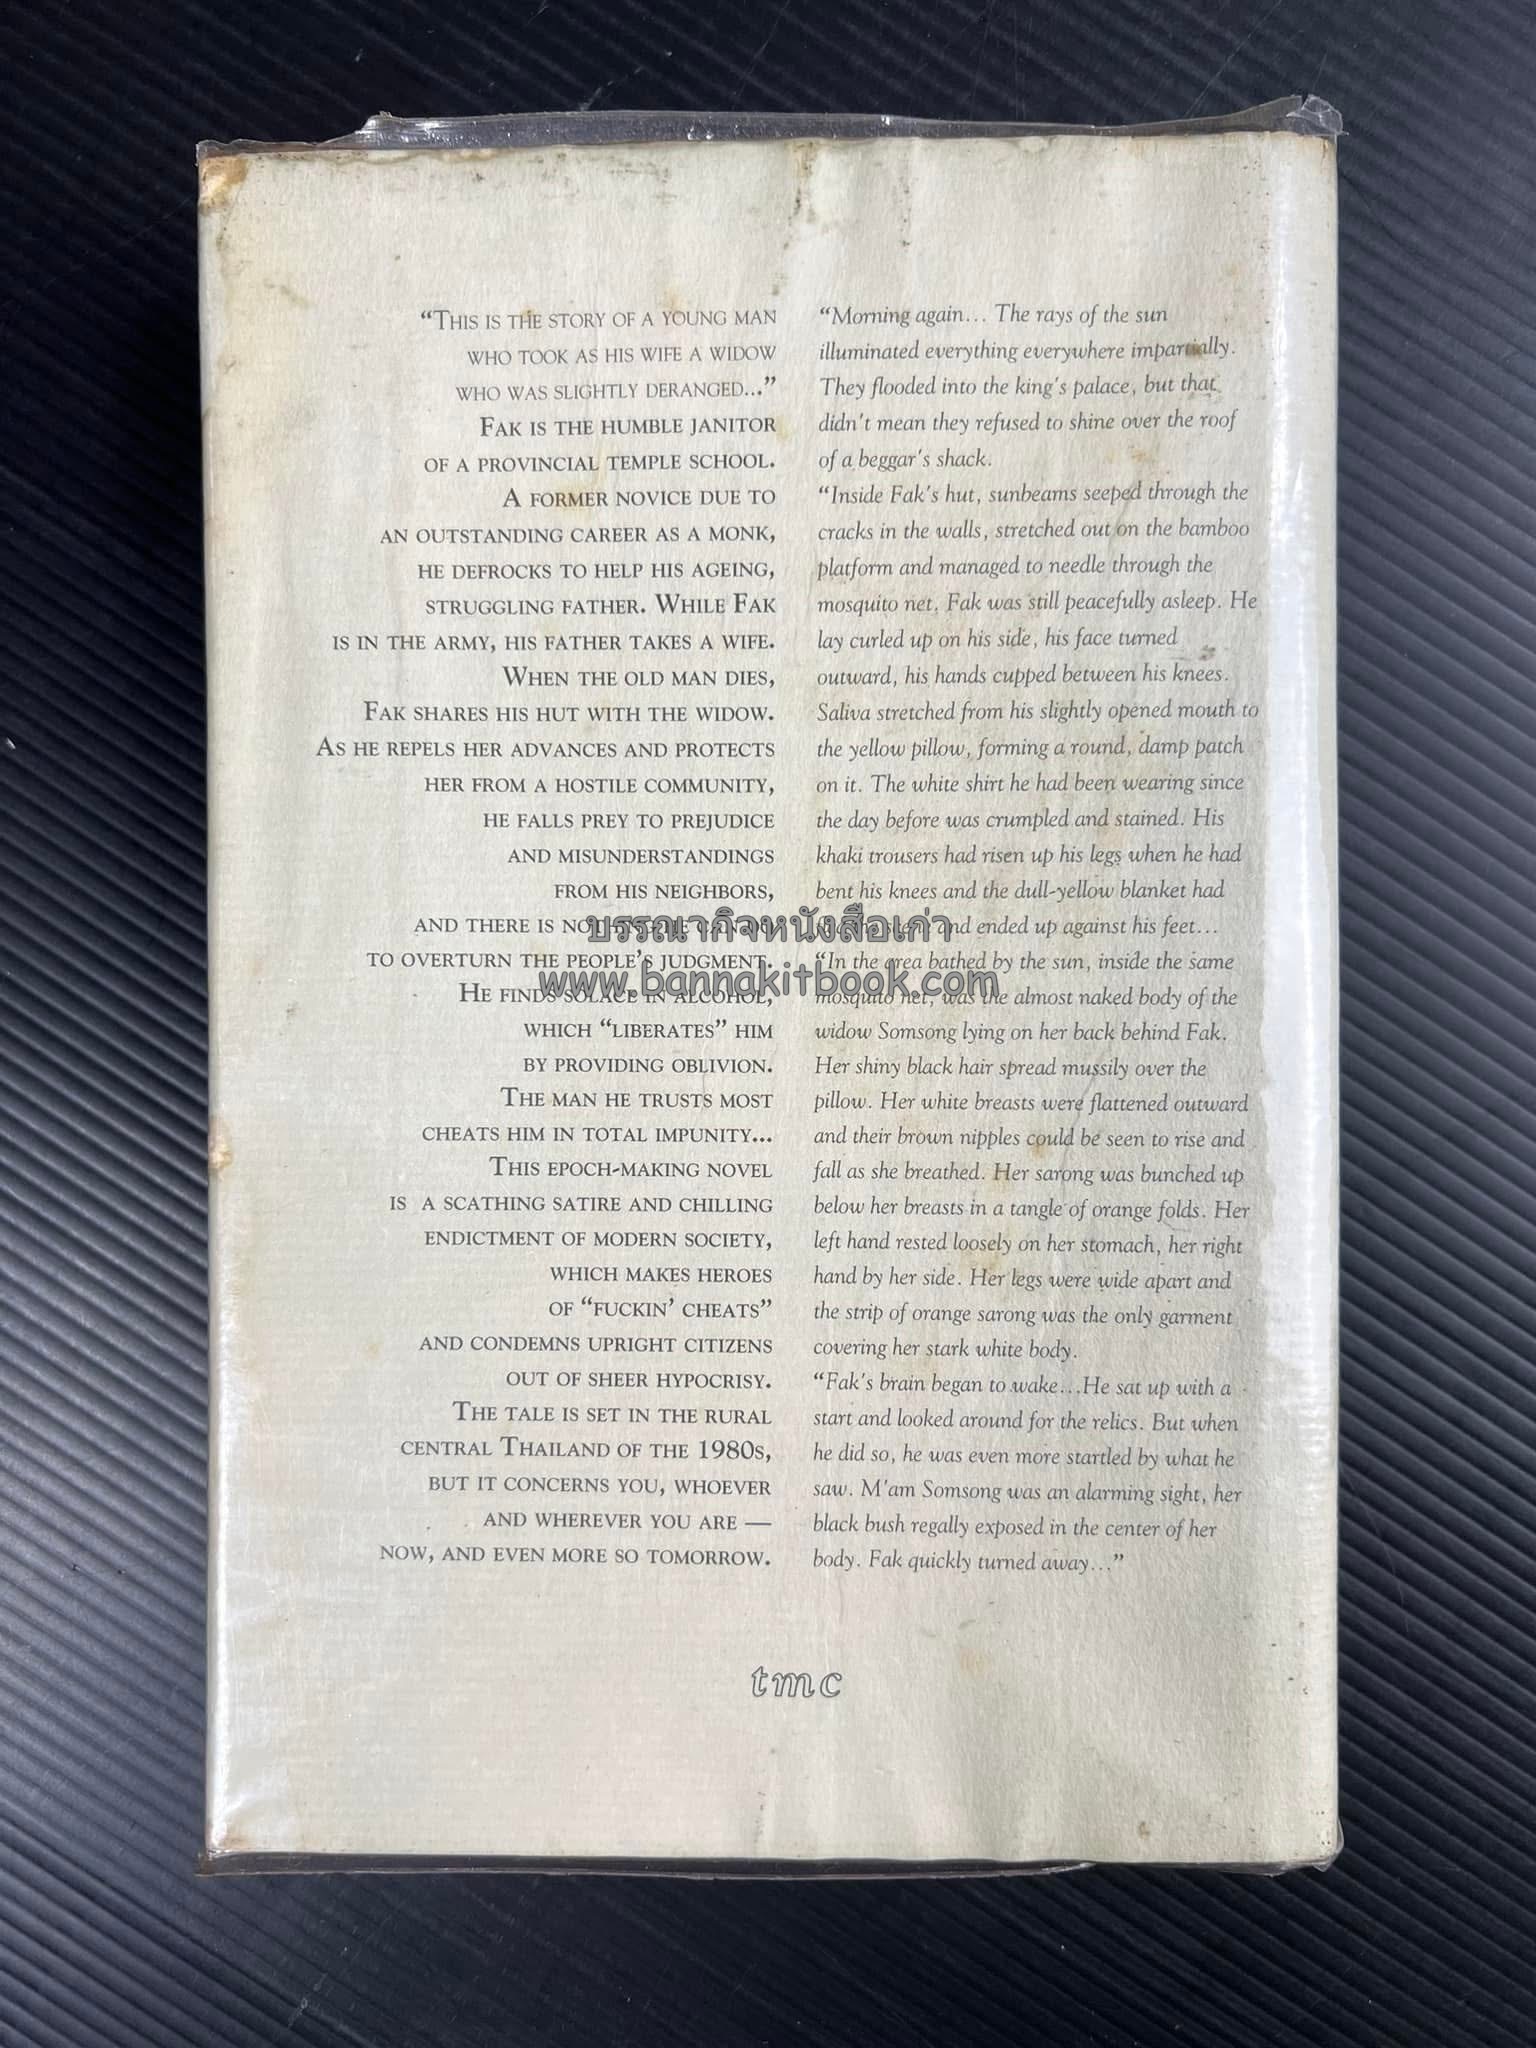 “THIS IS THE STORY OF A YOUNG MAN
WHO TOOK AS HIS WIFE A WIDOW
WHO WAS SLIGHTLY DERANGED...”
FAK IS THE HUMBLE JANITOR
OF A PROVINCIAL TEMPLE SCHOOL.
A FORMER NOVICE DUE TO
AN OUTSTANDING CAREER AS A MONK,
HE DEFROCKS TO HELP HIS AGEING,
STRUGGLING FATHER. WHILE FAK
IS IN THE ARMY, HIS FATHER TAKES A WIFE.
WHEN THE OLD MAN DIES,
FAK SHARES HIS HUT WITH THE WIDOW.
AS HE REPELS HER ADVANCES AND PROTECTS
HER FROM A HOSTILE COMMUNITY,
HE FALLS PREY TO PREJUDICE
AND MISUNDERSTANDINGS
FROM HIS NEIGHBORS,
AND THERE IS NOTHING HE CAN DO
TO OVERTURN THE PEOPLE'S JUDGMENT.
HE FINDS SOLACE IN ALCOHOL,
WHICH “LIBERATES” HIM
BY PROVIDING OBLIVION.
THE MAN HE TRUSTS MOST
CHEATS HIM IN TOTAL IMPUNITY...
THIS EPOCH-MAKING NOVEL
IS A SCATHING SATIRE AND CHILLING
ENDICTMENT OF MODERN SOCIETY,
WHICH MAKES HEROES
OF “FUCKIN' CHEATS”
AND CONDEMNS UPRIGHT CITIZENS
OUT OF SHEER HYPOCRISY.
THE TALE IS SET IN THE RURAL
CENTRAL THAILAND OF THE 1980S,
BUT IT CONCERNS YOU, WHOEVER
AND WHEREVER YOU ARE —
NOW, AND EVEN MORE SO TOMORROW.
“Morning again... The rays of the sun
illuminated everything everywhere impartially.
They flooded into the king's palace, but that
didn't mean they refused to shine over the roof
of a beggar's shack.
“Inside Fak's hut, sunbeams seeped through the
cracks in the walls, stretched out on the bamboo
platform and managed to needle through the
mosquito net. Fak was still peacefully asleep. He
lay curled up on his side, his face turned
outward, his hands cupped between his knees.
Saliva stretched from his slightly opened mouth to
the yellow pillow, forming a round, damp patch
on it. The white shirt he had been wearing since
the day before was crumpled and stained. His
khaki trousers had risen up his legs when he had
bent his knees and the dull-yellow blanket had
and ended up against his feet...
“In the area bathed by the sun, inside the same
mosquito net, was the almost naked body of the
widow Somsong lying on her back behind Fak.
Her shiny black hair spread mussily over the
pillow. Her white breasts were flattened outward
and their brown nipples could be seen to rise and
fall as she breathed. Her sarong was bunched up
below her breasts in a tangle of orange folds. Her
left hand rested loosely on her stomach, her right
hand by her side. Her legs were wide apart and
the strip of orange sarong was the only garment
covering her stark white body.
“Fak's brain began to wake...He sat up with a
start and looked around for the relics. But when
he did so, he was even more startled by what he
saw. M'am Somsong was an alarming sight, her
black bush regally exposed in the center of her
body. Fak quickly turned away...”
บรรณากิจหนังสือเก่า
www.bannakitbook.com
tmc